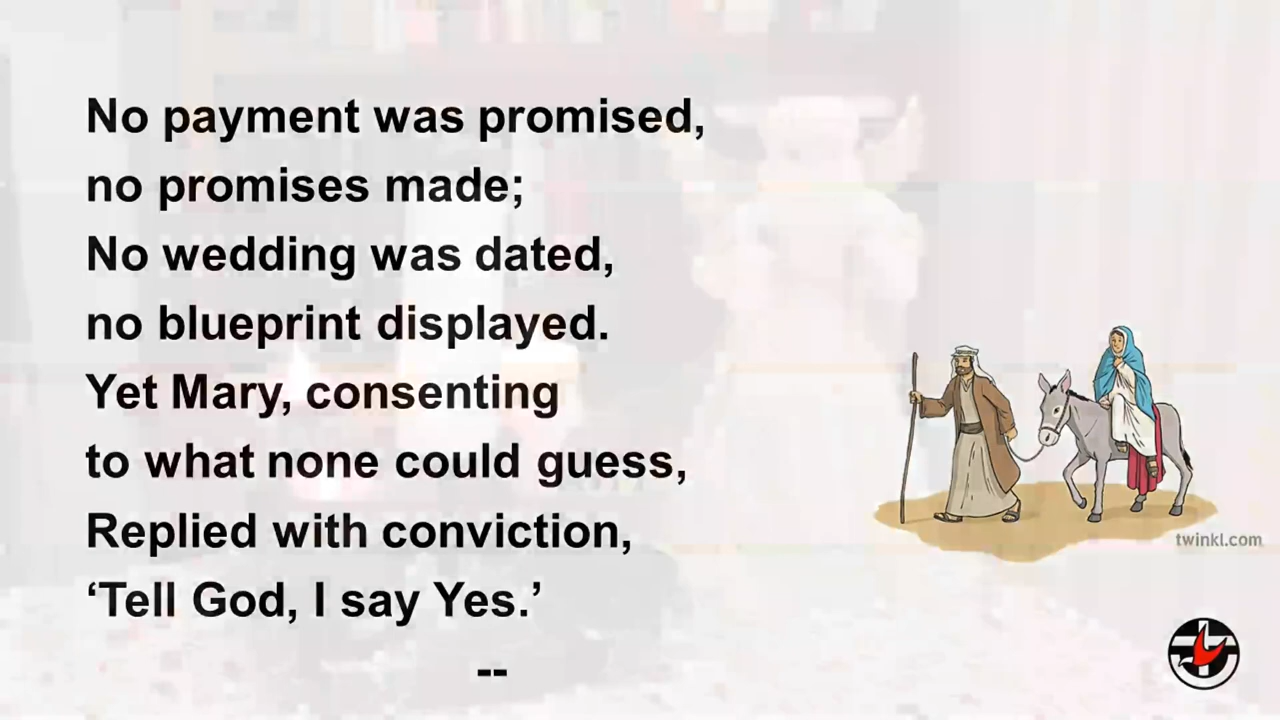 No payment was promised,
no promises made;
No wedding was dated,
no blueprint displayed.
Yet Mary, consenting
to what none could guess,
Replied with conviction,
‘Tell God, I say Yes.’
--
twinkl.com